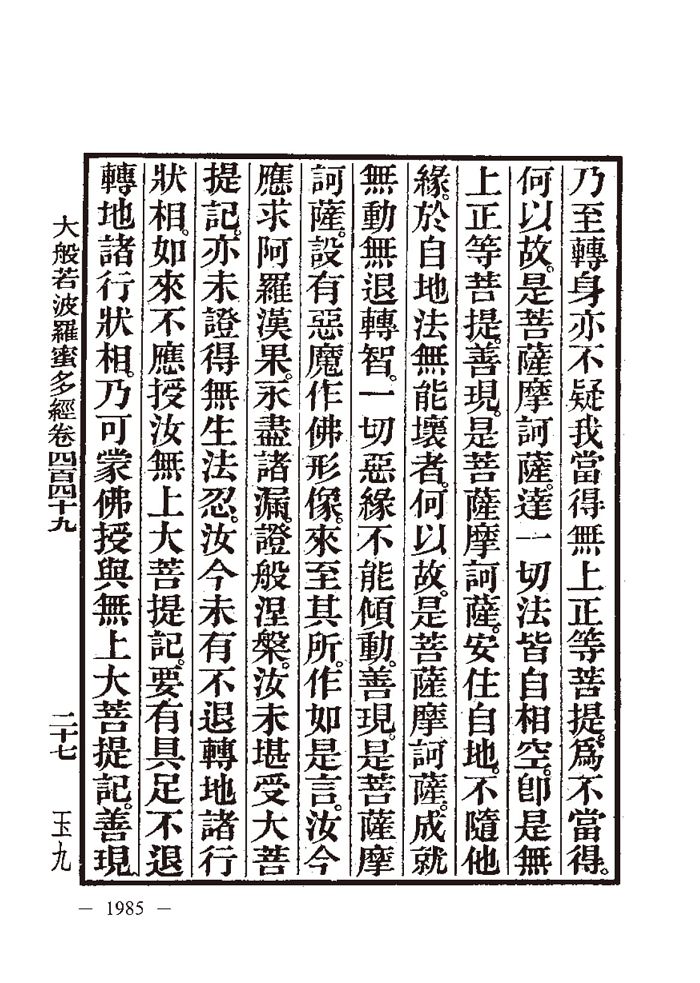 乃至轉身亦不疑我當得無上正等菩提。爲不當得。
何以故。是菩薩摩訶薩。達一切法皆自相空。卽是無
上正等菩提。善現。是菩薩摩訶薩。安住自地。不隨他
緣。於自地法無能壞者。何以故。是菩薩摩訶薩。成就
無動無退轉智。一切惡緣不能傾動。善現。是菩薩摩
訶薩。設有惡魔作佛形像。來至其所。作如是言。汝今
應求阿羅漢果。永盡諸漏。證般涅槃。汝未堪受大菩
提記。亦未證得無生法忍。汝今未有不退轉地諸行
狀相。如來不應授汝無上大菩提記。要有具足不退
轉地諸行狀相。乃可蒙佛授與無上大菩提記。善現
大般若波羅蜜多經卷四百四十九
二十七
玉九
— 1985 —